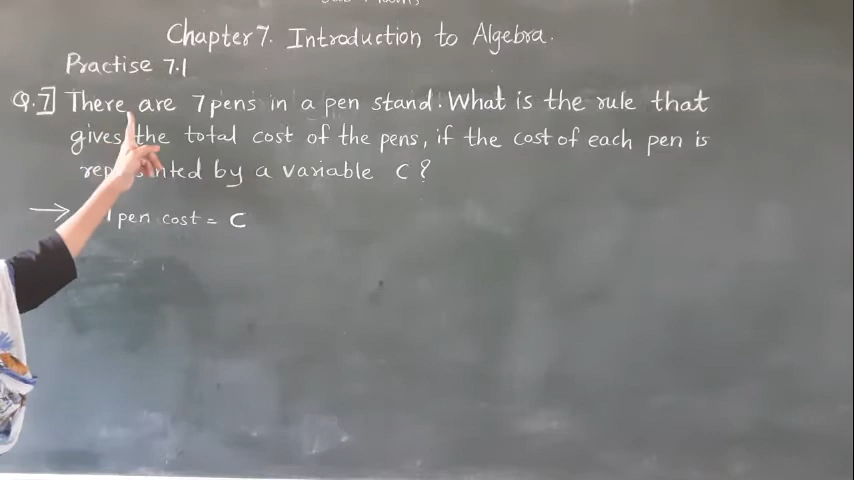 Chapter 7. Introduction to Algebra.
Practise 7.1
Q.7] There are 7 pens in a pen stand. What is the rule that
gives the total cost of the pens, if the cost of each pen is
by a variable C?
→ 1 pen cost = C